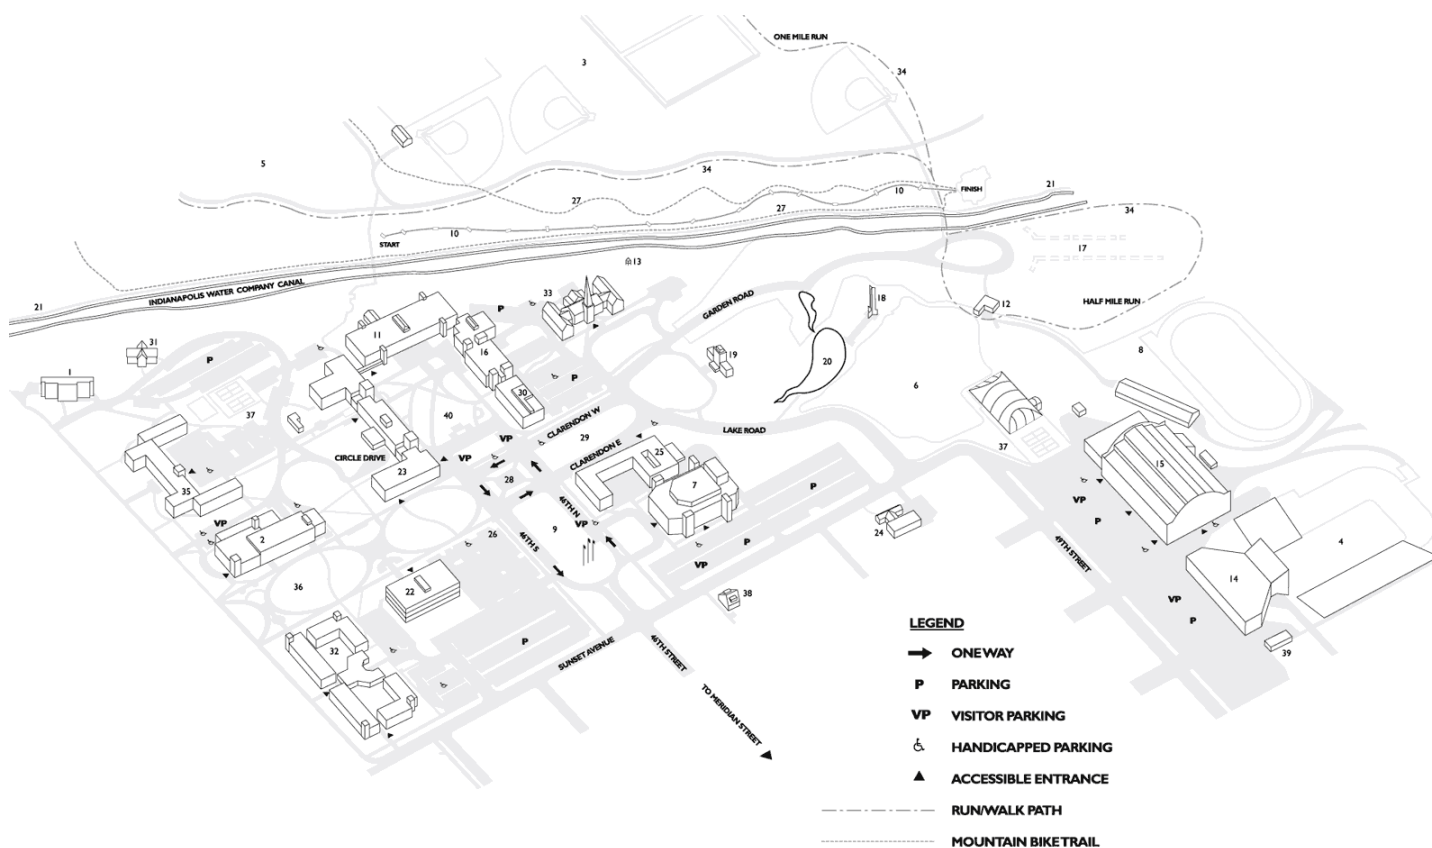 ONE MILE RUN
3
34
5
34
27
10
FINISH
21
27
34
10
START
17
13
INDIANAPOLIS WATER COMPANY CANAL
21
33
P
GARDEN ROAD
18
12
HALF MILE RUN
11
31
16
19
20
8
P
1
P
6
30
37
40
CLARENDON W
LAKE ROAD
VP
29
37
CIRCLE DRIVE
VP
CLARENDON E
25
23
28
7
P
15
35
VP
46TH N
VP
P
VP
9
26
46TH S
24
2
P
4
VP
49TH STREET
14
36
22
38
VP
P
LEGEND
32
P
SUNSET AVENUE
46TH STREET
39
ONE WAY
P PARKING
TO MERIDIAN STREET
VP VISITOR PARKING
HANDICAPPED PARKING
ACCESSIBLE ENTRANCE
RUN/WALK PATH
MOUNTAIN BIKE TRAIL